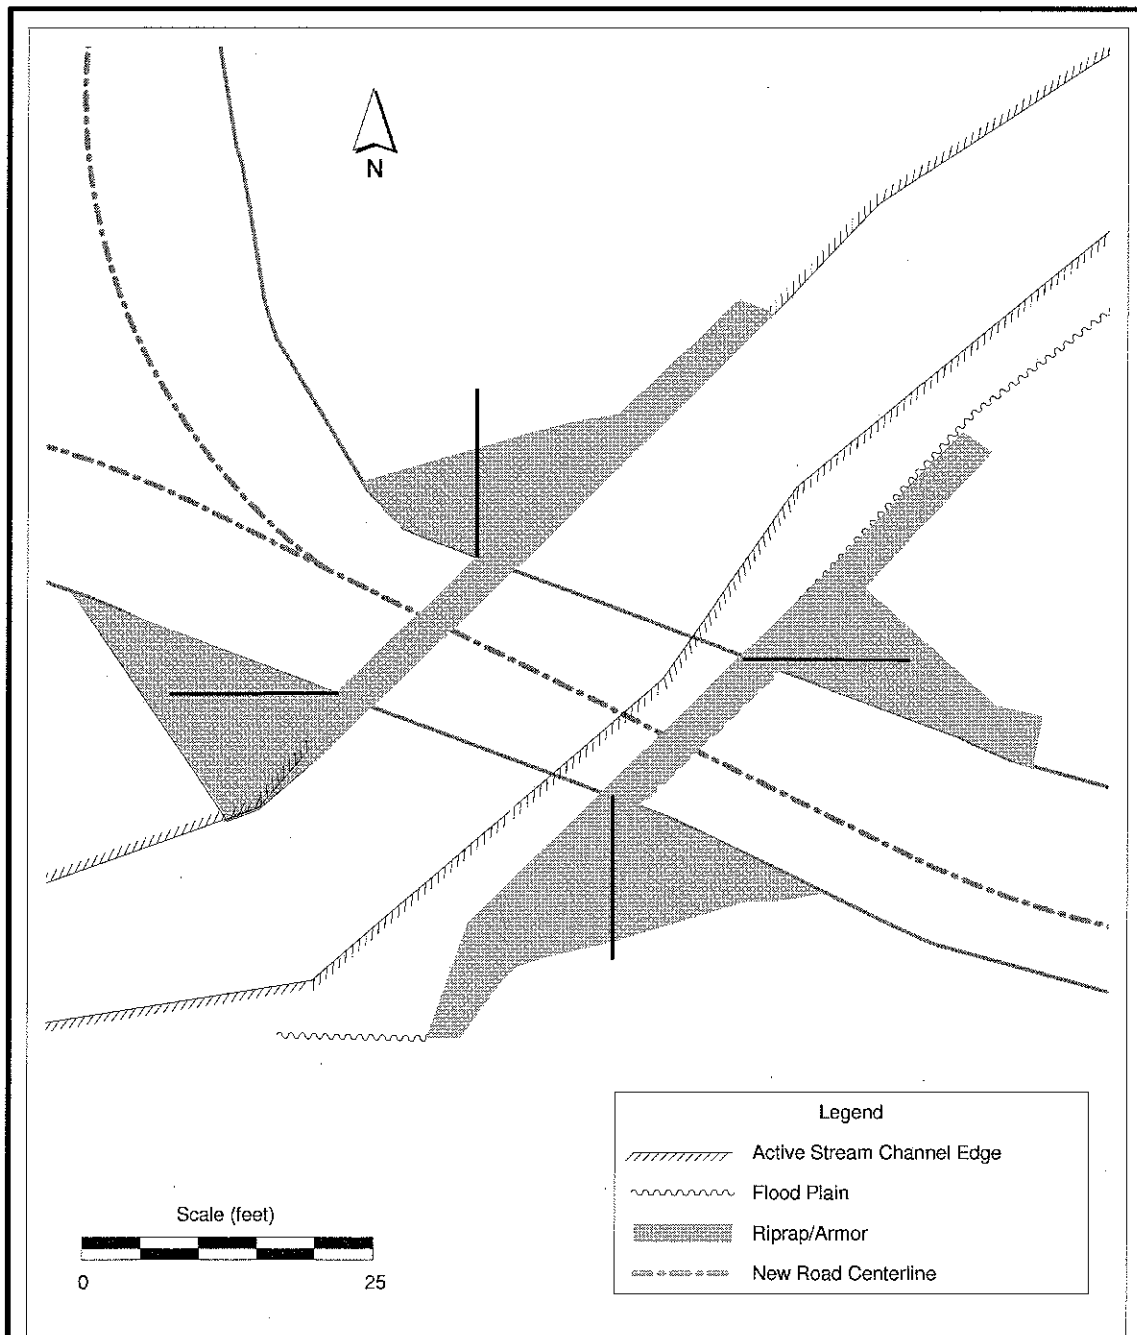 N
Legend
Active Stream Channel Edge
Flood Plain
Riprap/Armor
New Road Centerline
Scale (feet)
0 25